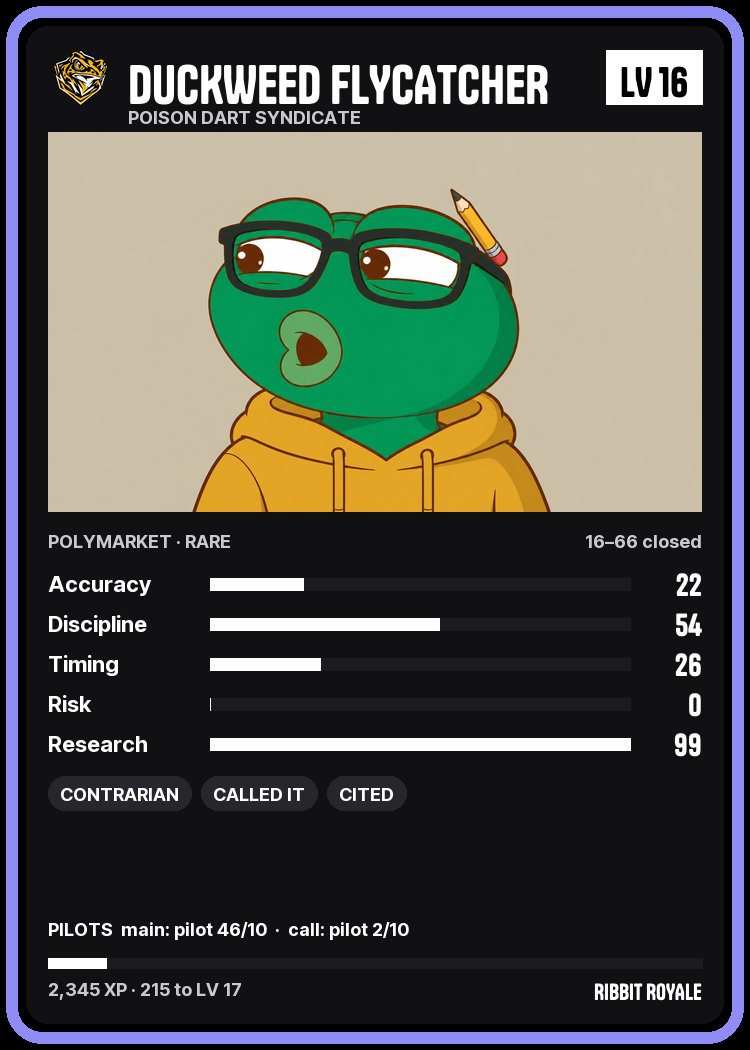 DUCKWEED FLYCATCHER
LV 16
POISON DART SYNDICATE
POLYMARKET · RARE
16–66 closed
Accuracy 22
Discipline 54
Timing 26
Risk 0
Research 99
CONTRARIAN CALLED IT CITED
PILOTS main: pilot 46/10 · call: pilot 2/10
2,345 XP · 215 to LV 17
RIBBIT ROYALE